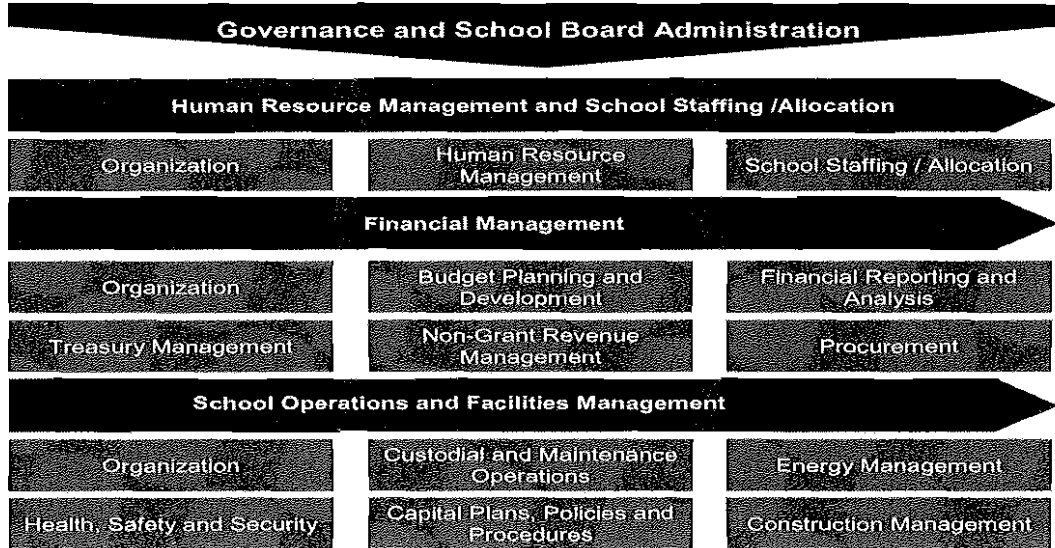 Governance and School Board Administration
Human Resource Management and School Staffing /Allocation
Organization
Human Resource
Management
School Staffing / Allocation
Financial Management
Organization
Budget Planning and
Development
Financial Reporting and
Analysis
Treasury Management
Non-Grant Revenue
Management
Procurement
School Operations and Facilities Management
Organization
Custodial and Maintenance
Operations
Energy Management
Health, Safety and Security
Capital Plans, Policies and
Procedures
Construction Management